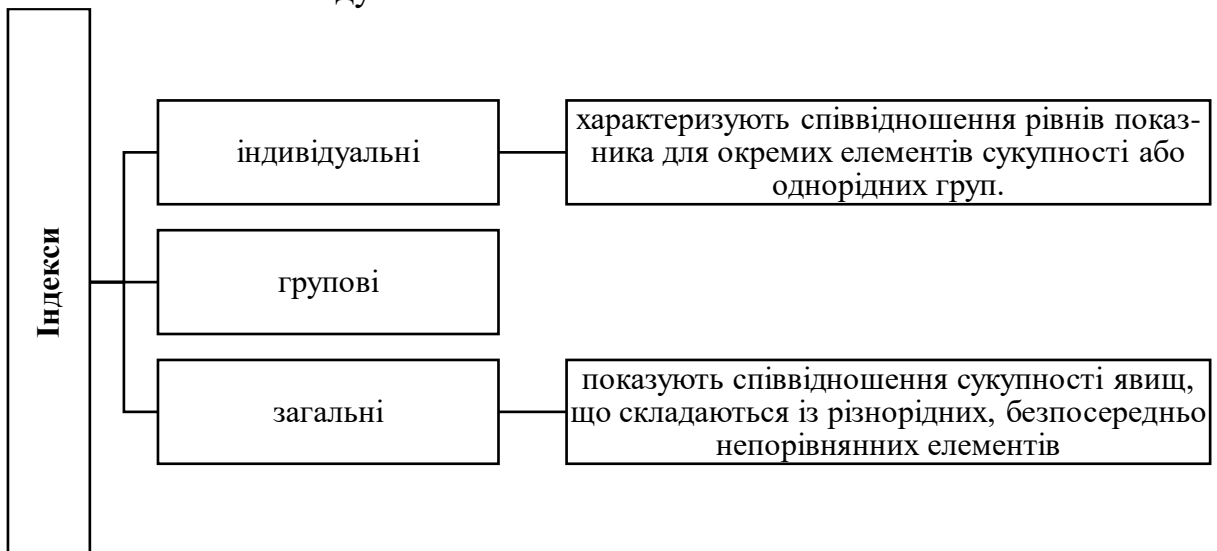 Індекси
індивідуальні
характеризують співвідношення рівнів показ-
ника для окремих елементів сукупності або
однорідних груп.
групові
загальні
показують співвідношення сукупності явищ,
що складаються із різнорідних, безпосередньо
непорівнянних елементів